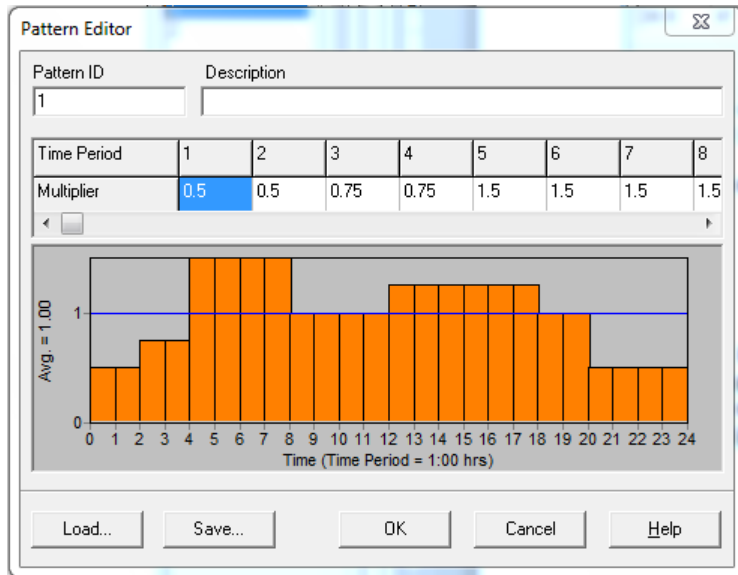 Pattern Editor
Pattern ID Description
1
Time Period 1 2 3 4 5 6 7 8
Multiplier 0.5 0.5 0.75 0.75 1.5 1.5 1.5 1.5
Avg. = 1.00
1
0
0 1 2 3 4 5 6 7 8 9 10 11 12 13 14 15 16 17 18 19 20 21 22 23 24
Time (Time Period = 1:00 hrs)
Load... Save... OK Cancel Help